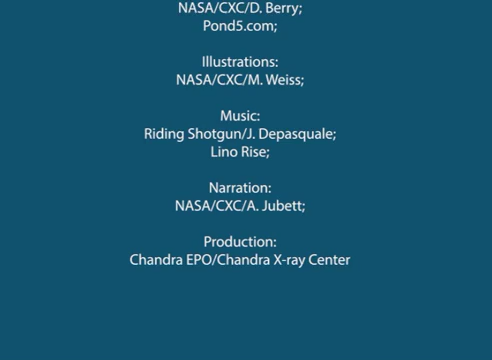 NASA/CXC/D. Berry;
Pond5.com;
Illustrations:
NASA/CXC/M. Weiss;
Music:
Riding Shotgun/J. Depasquale;
Lino Rise;
Narration:
NASA/CXC/A. Jubett;
Production:
Chandra EPO/Chandra X-ray Center